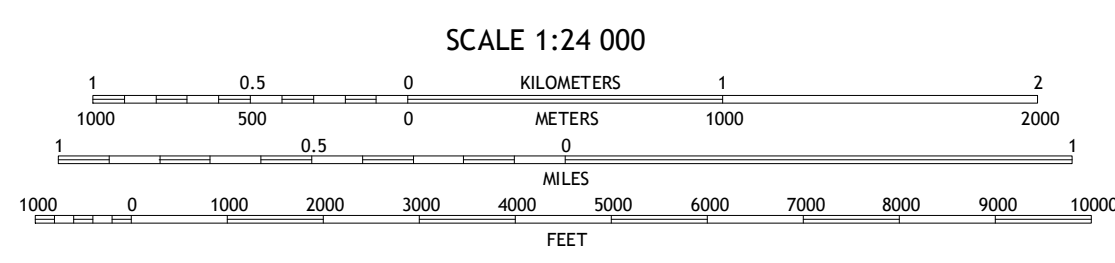 SCALE 1:24 000
1 0.5 0 KILOMETERS 1 2
1000 500 0 METERS 1000 2000
1 0.5 0 1
MILES
1000 0 1000 2000 3000 4000 5000 6000 7000 8000 9000 10000
FEET